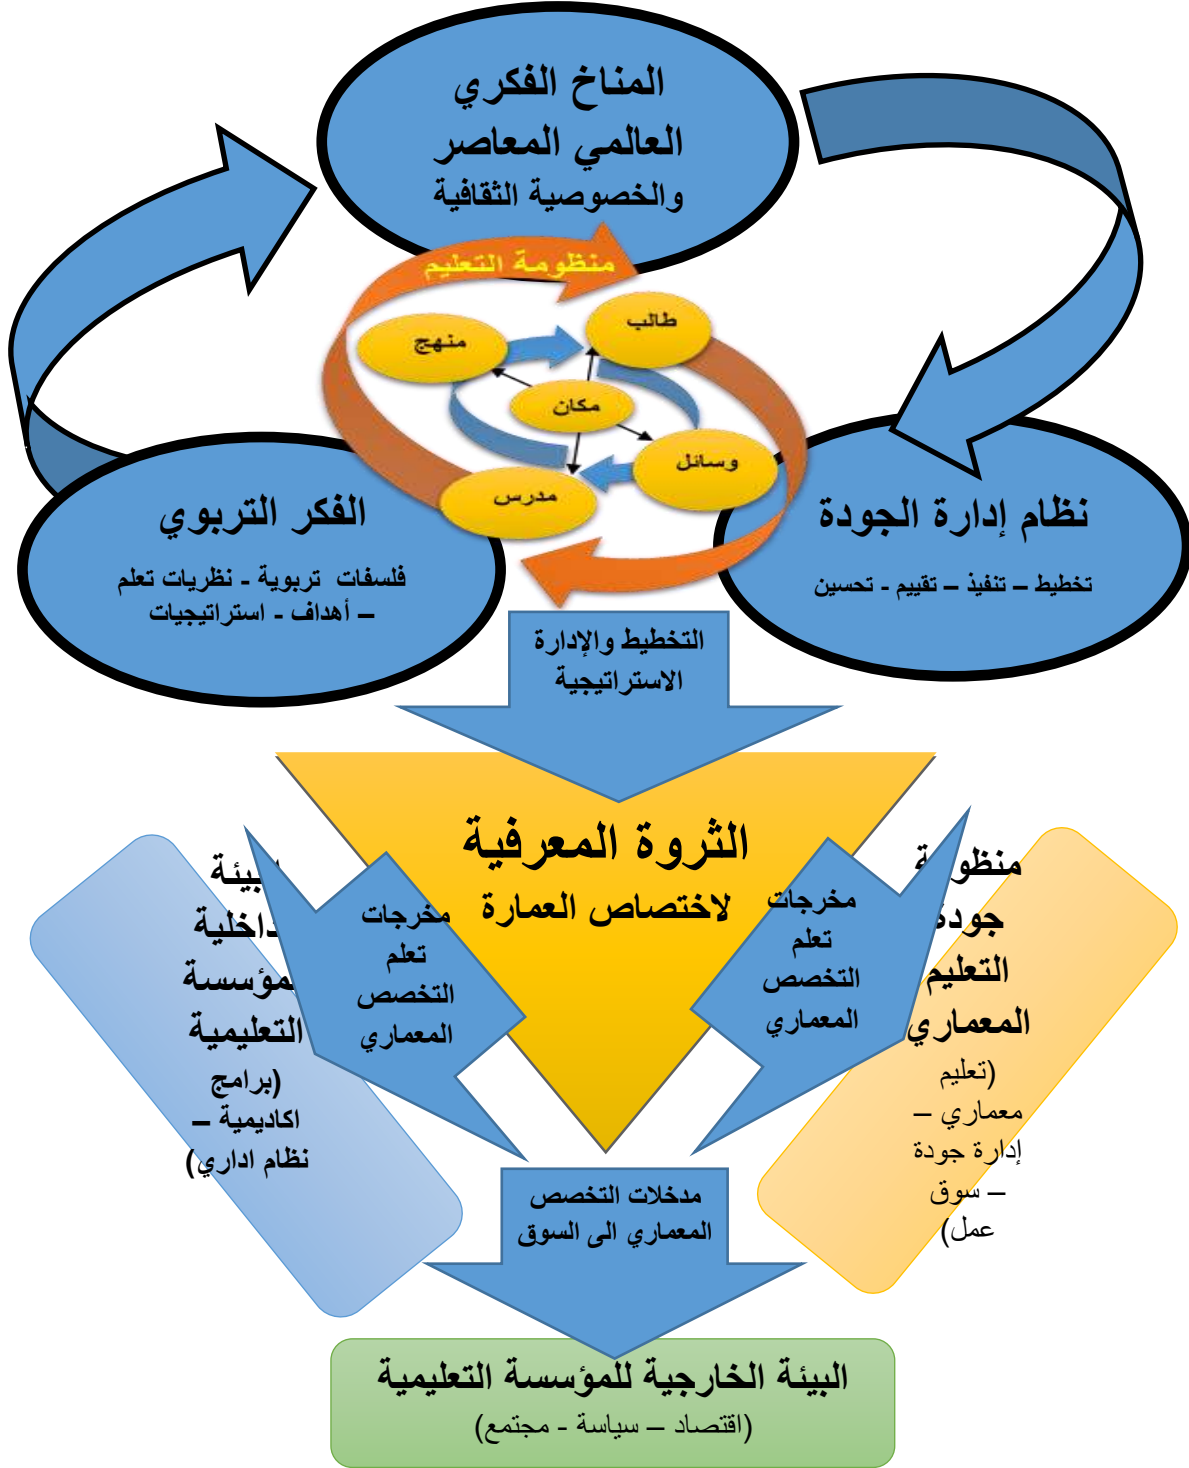 المناخ الفكري
العالمي المعاصر
والخصوصية الثقافية
منظومة التعليم
طالب
منهج
مكان
وسائل
مدرس
نظام إدارة الجودة
تخطيط – تنفيذ – تقييم - تحسين
الفكر التربوي
فلسفات تربوية - نظريات تعلم
– أهداف - استراتيجيات
التخطيط والإدارة
الاستراتيجية
الثروة المعرفية
لاختصاص العمارة
منظومة
جودة
التعليم
المعماري
(تعليم
معماري –
إدارة جودة
– سوق
عمل)
مخرجات
تعلم
التخصص
المعماري
مخرجات
تعلم
التخصص
المعماري
التعليمية
(برامج
اكاديمية –
نظام اداري)
مدخلات التخصص
المعماري الى السوق
البيئة الخارجية للمؤسسة التعليمية
(اقتصاد – سياسة - مجتمع)